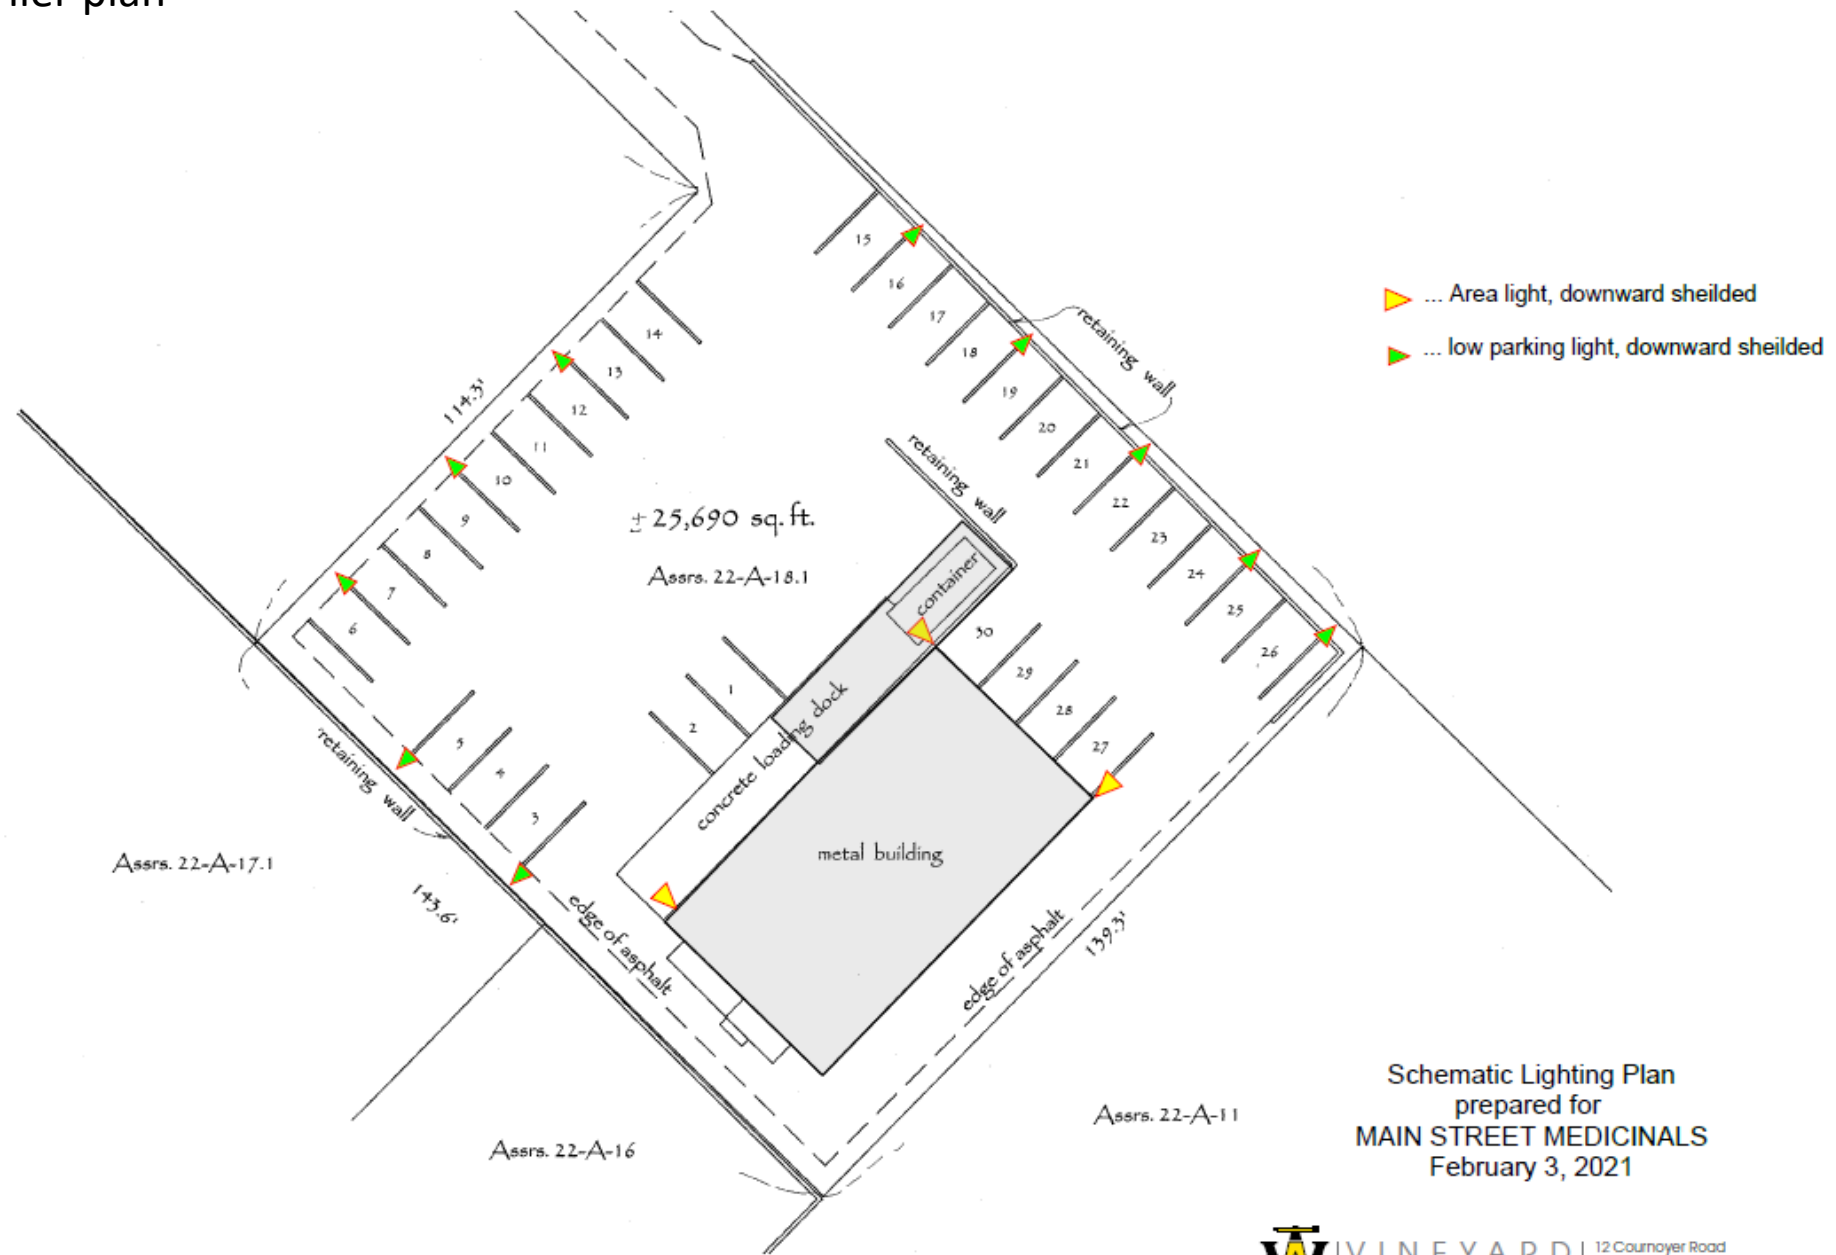 lier plan
15
16
17
18
19
20
21
22
23
24
25
26
retaining wall
... Area light, downward sheilded
... low parking light, downward sheilded
14
13
12
11
10
9
8
7
6
114.3'
retaining wall
± 25,690 sq. ft.
Assrs. 22-A-18.1
container
30
29
28
27
1
2
concrete loading dock
5
4
3
retaining wall
metal building
Assrs. 22-A-17.1
143.6'
edge of asphalt
edge of asphalt
139.3'
Assrs. 22-A-11
Assrs. 22-A-16
Schematic Lighting Plan
prepared for
MAIN STREET MEDICINALS
February 3, 2021
VINEYARD
12 Cournoyer Road